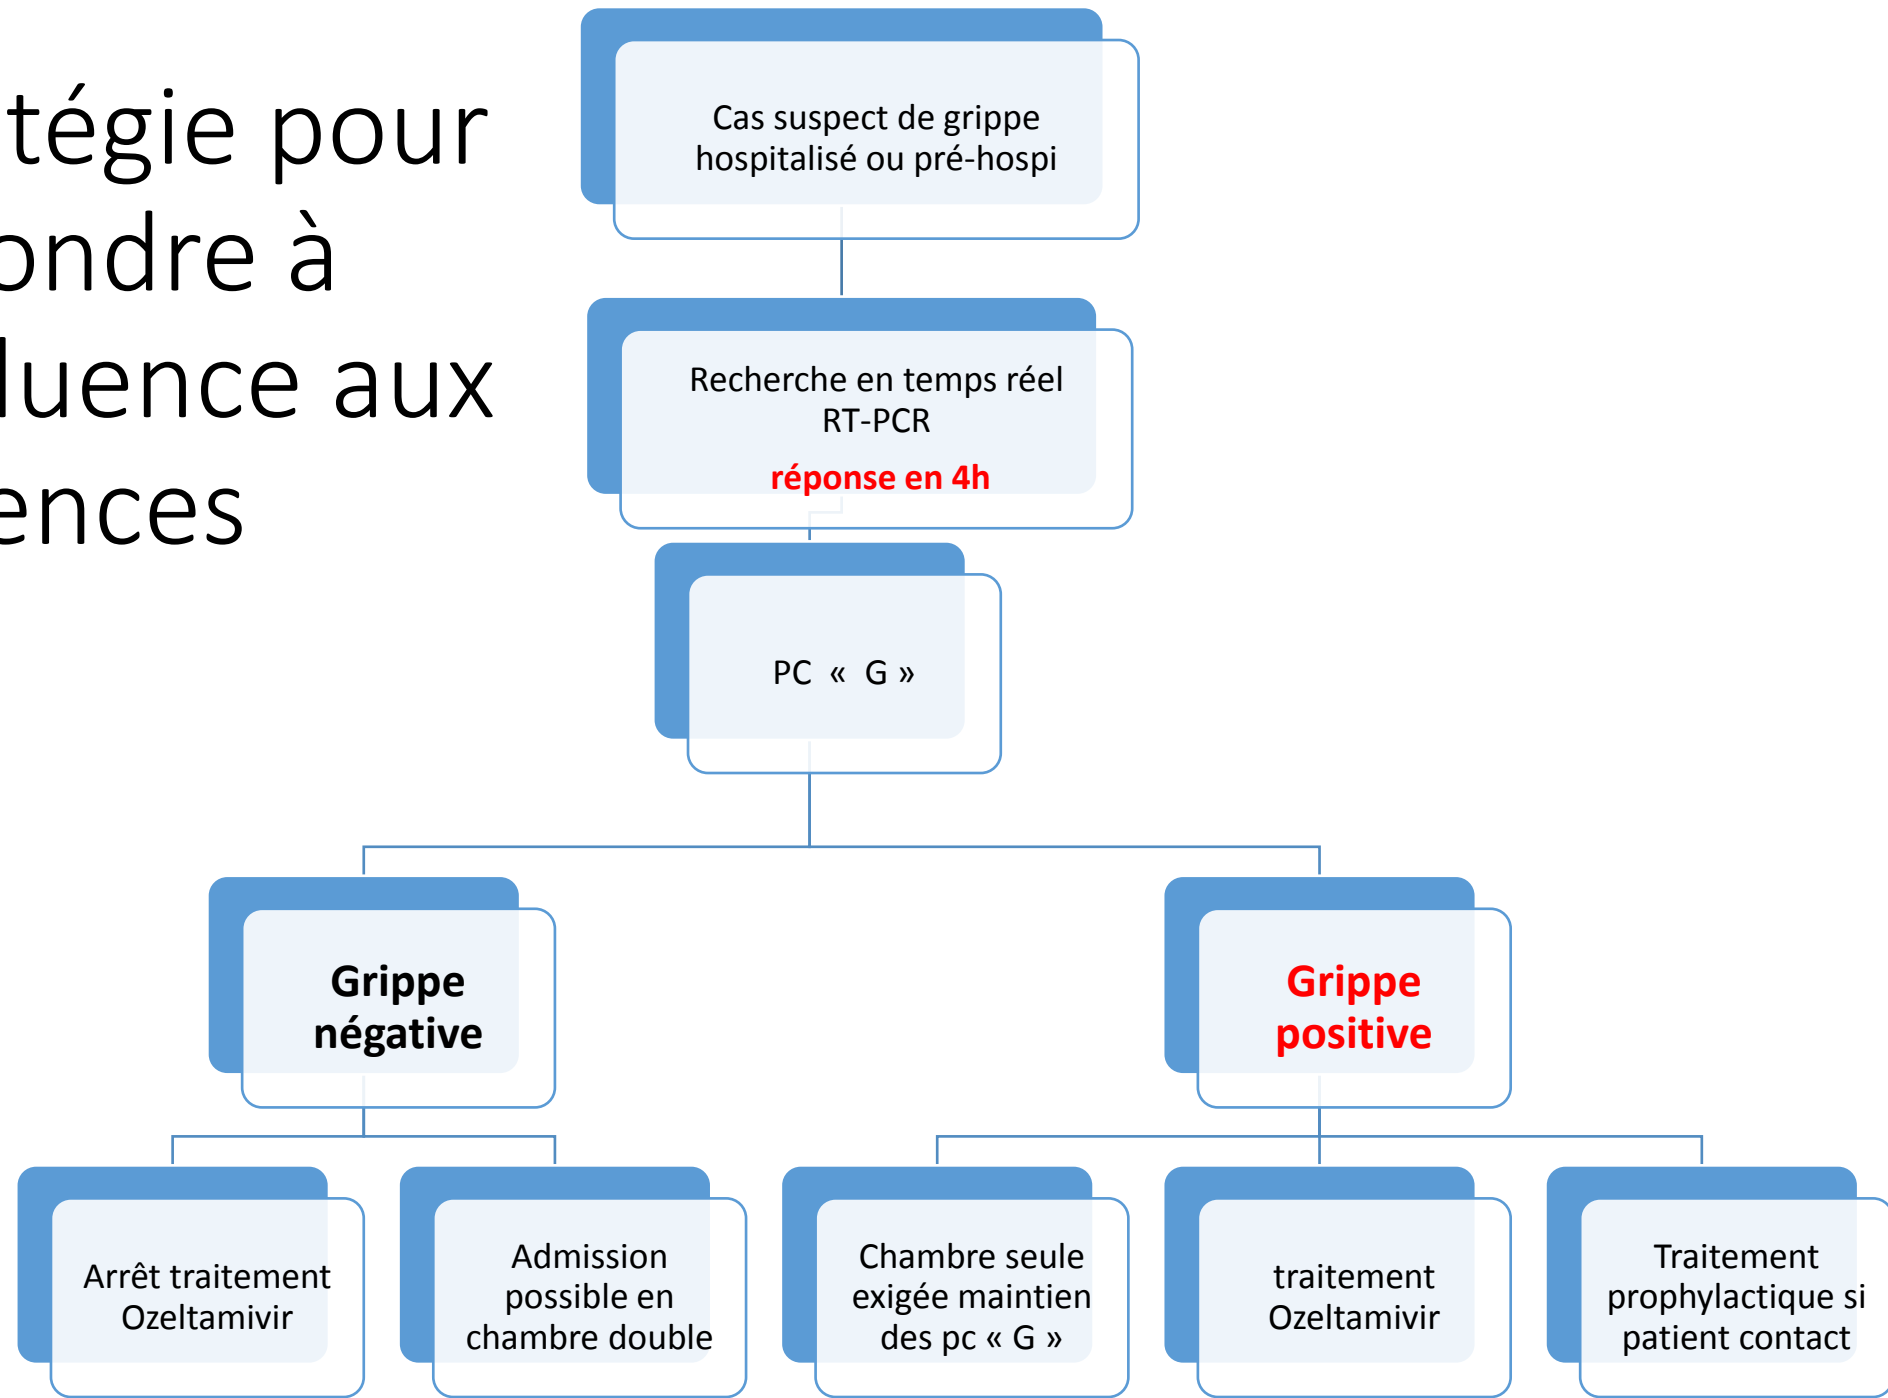 tégie pour
ondre à
luence aux
ences
Cas suspect de grippe
hospitalisé ou pré-hospi
Recherche en temps réel
RT-PCR
réponse en 4h
PC « G »
Grippe
négative
Grippe
positive
Arrêt traitement
Ozeltamivir
Admission
possible en
chambre double
Chambre seule
exigée maintien
des pc « G »
traitement
Ozeltamivir
Traitement
prophylactique si
patient contact